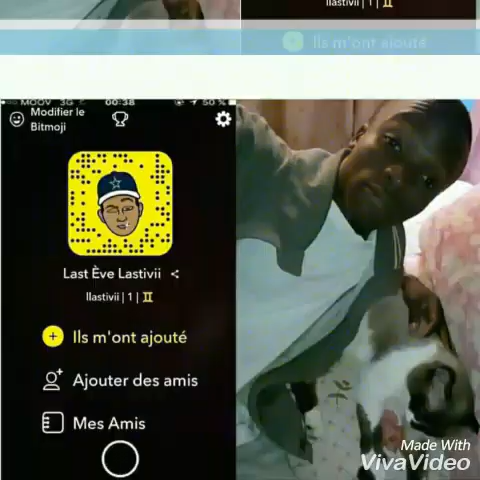 llastivii | 1 | ♊
Ils m'ont ajouté
MOOV 3G 00:38 50 %
Modifier le
Bitmoji
Last Ève Lastivii
llastivii | 1 | ♊
Ils m'ont ajouté
Ajouter des amis
Mes Amis
Made With
VivaVideo